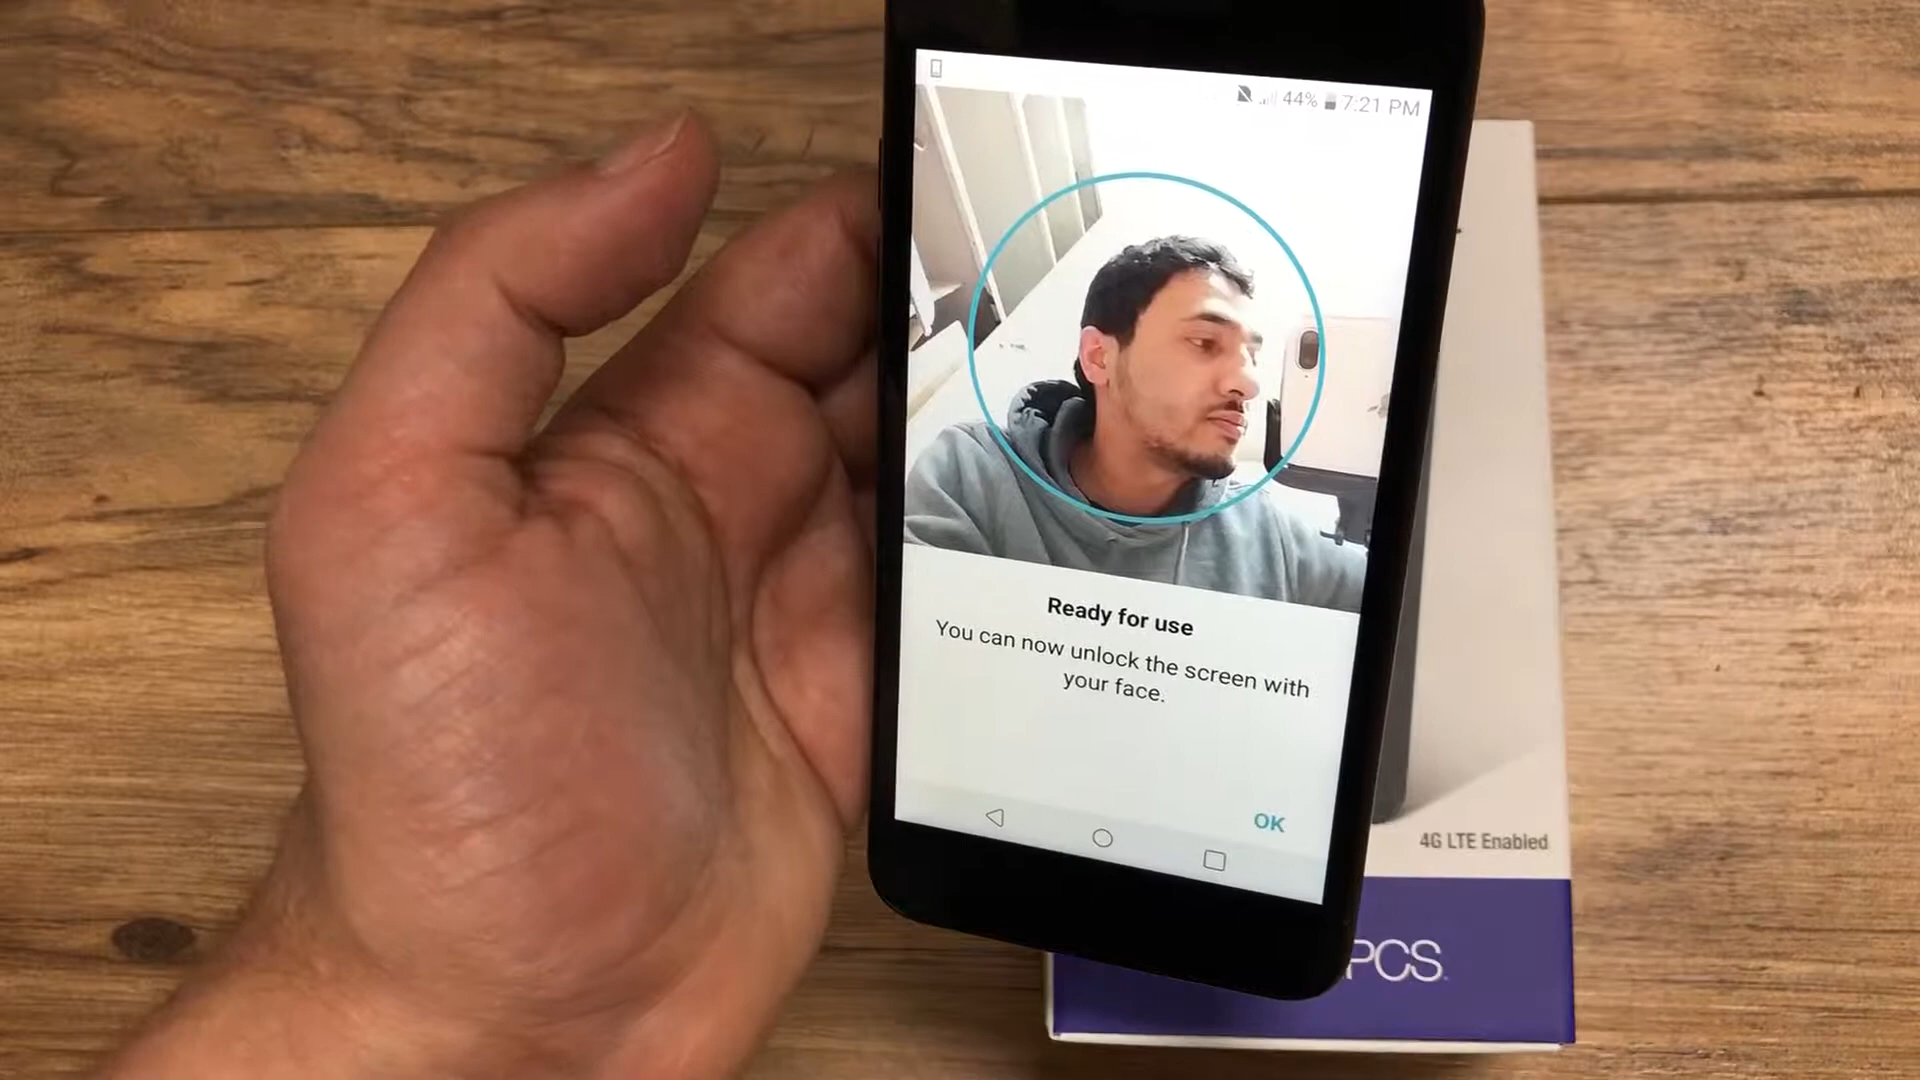 44% 7:21 PM
Ready for use
You can now unlock the screen with
your face.
OK
4G LTE Enabled
PCS